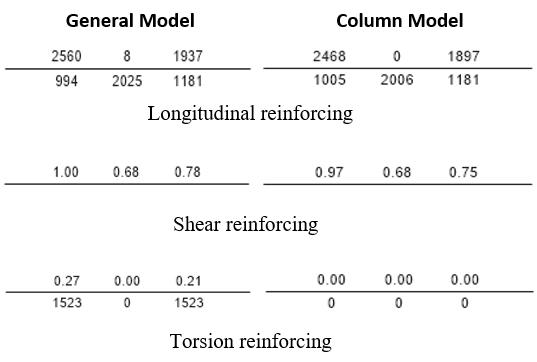 General Model Column Model
2560 8 1937 2468 0 1897
994 2025 1181 1005 2006 1181
Longitudinal reinforcing
1.00 0.68 0.78 0.97 0.68 0.75
Shear reinforcing
0.27 0.00 0.21 0.00 0.00 0.00
1523 0 1523 0 0 0
Torsion reinforcing